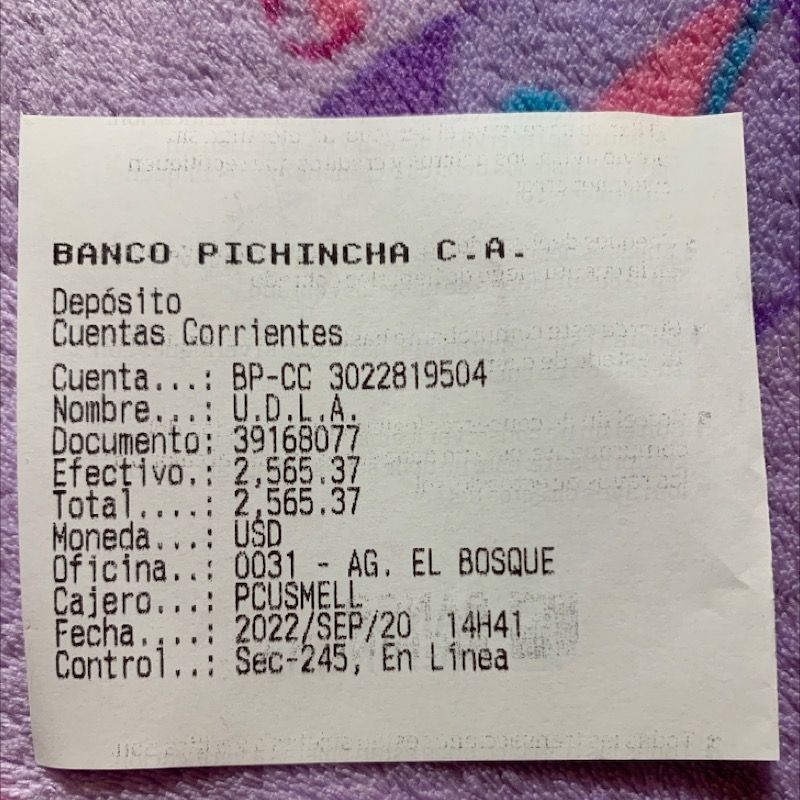 BANCO PICHINCHA C.A.
Depósito
Cuentas Corrientes
Cuenta...: BP-CC 3022819504
Nombre...: U.D.L.A.
Documento: 39168077
Efectivo.: 2,565.37
Total....: 2,565.37
Moneda...: USD
Oficina..: 0031 - AG. EL BOSQUE
Cajero...: PCUSMELL
Fecha....: 2022/SEP/20 14H41
Control..: Sec-245, En Línea